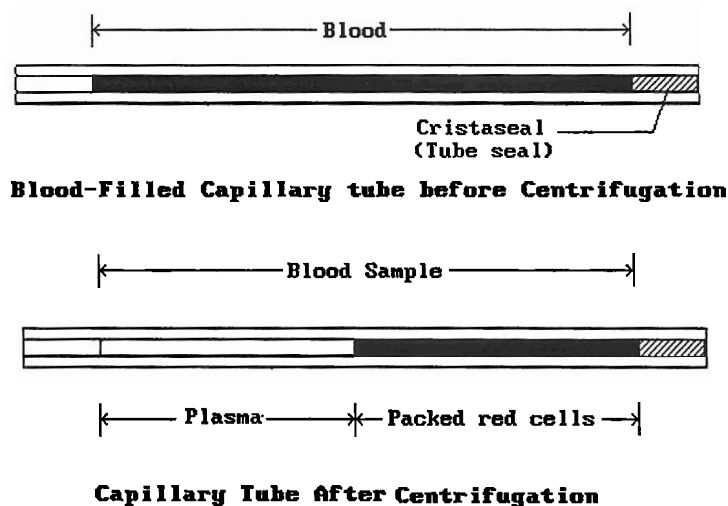 Blood
Cristaseal
(Tube seal)
Blood-Filled Capillary tube before Centrifugation
Blood Sample
Plasma
Packed red cells
Capillary Tube After Centrifugation